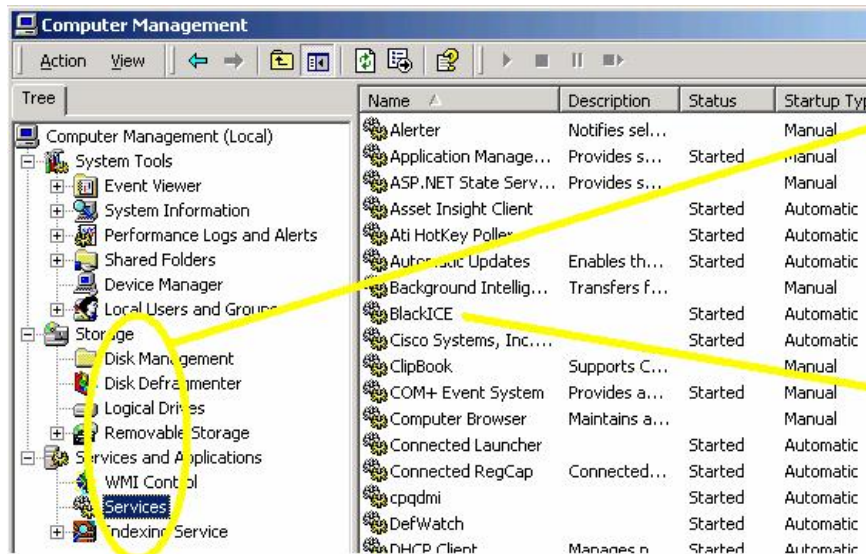 Computer Management
Action View
Tree
Computer Management (Local)
System Tools
Event Viewer
System Information
Performance Logs and Alerts
Shared Folders
Device Manager
Local Users and Groups
Storage
Disk Management
Disk Defragmenter
Logical Drives
Removable Storage
Services and Applications
WMI Control
Services
Indexing Service
Name Description Status Startup Typ
Alerter Notifies sel... Manual
Application Manage... Provides s... Started Manual
ASP.NET State Serv... Provides s... Manual
Asset Insight Client Started Automatic
Ati HotKey Poller Started Automatic
Automatic Updates Enables th... Started Automatic
Background Intellig... Transfers f... Manual
BlackICE Started Automatic
Cisco Systems, Inc.... Started Automatic
ClipBook Supports C... Manual
COM+ Event System Provides a... Started Manual
Computer Browser Maintains a... Manual
Connected Launcher Started Automatic
Connected RegCap Connected... Started Automatic
cpqdmi Started Automatic
DefWatch Started Automatic
DHCP Client Manages n... Started Automatic